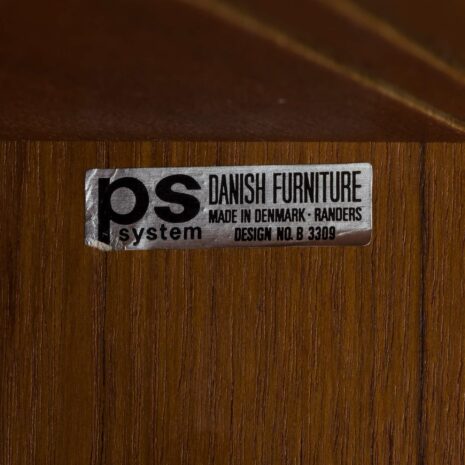 ps system
DANISH FURNITURE
MADE IN DENMARK · RANDERS
DESIGN NO. B 3309